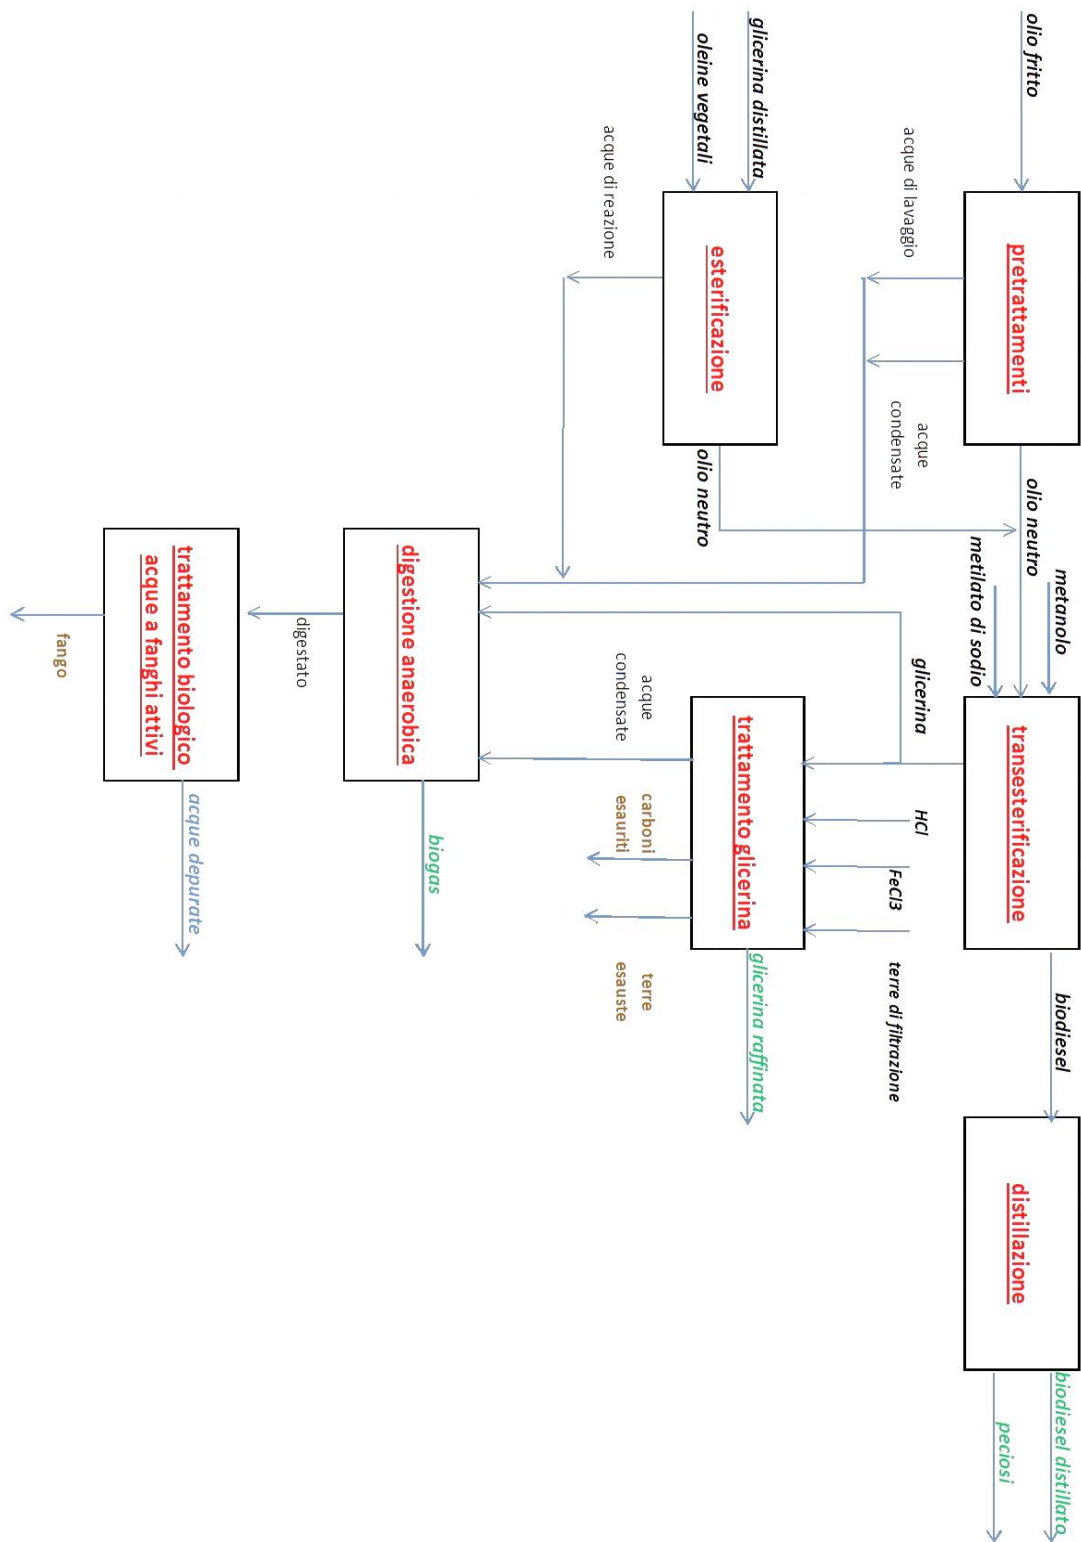 olio fritto
pretrattamenti
olio neutro
metanolo
metilato di sodio
transesterificazione
biodiesel
distillazione
biodiesel distillato
peciosi
acque di lavaggio
acque
condensate
glicerina
HCl
FeCl3
terre di filtrazione
glicerina distillata
oleine vegetali
esterificazione
olio neutro
trattamento glicerina
glicerina raffinata
acque di reazione
acque
condensate
carboni
esauriti
terre
esauste
digestione anaerobica
biogas
digestato
trattamento biologico
acque a fanghi attivi
acque depurate
fango